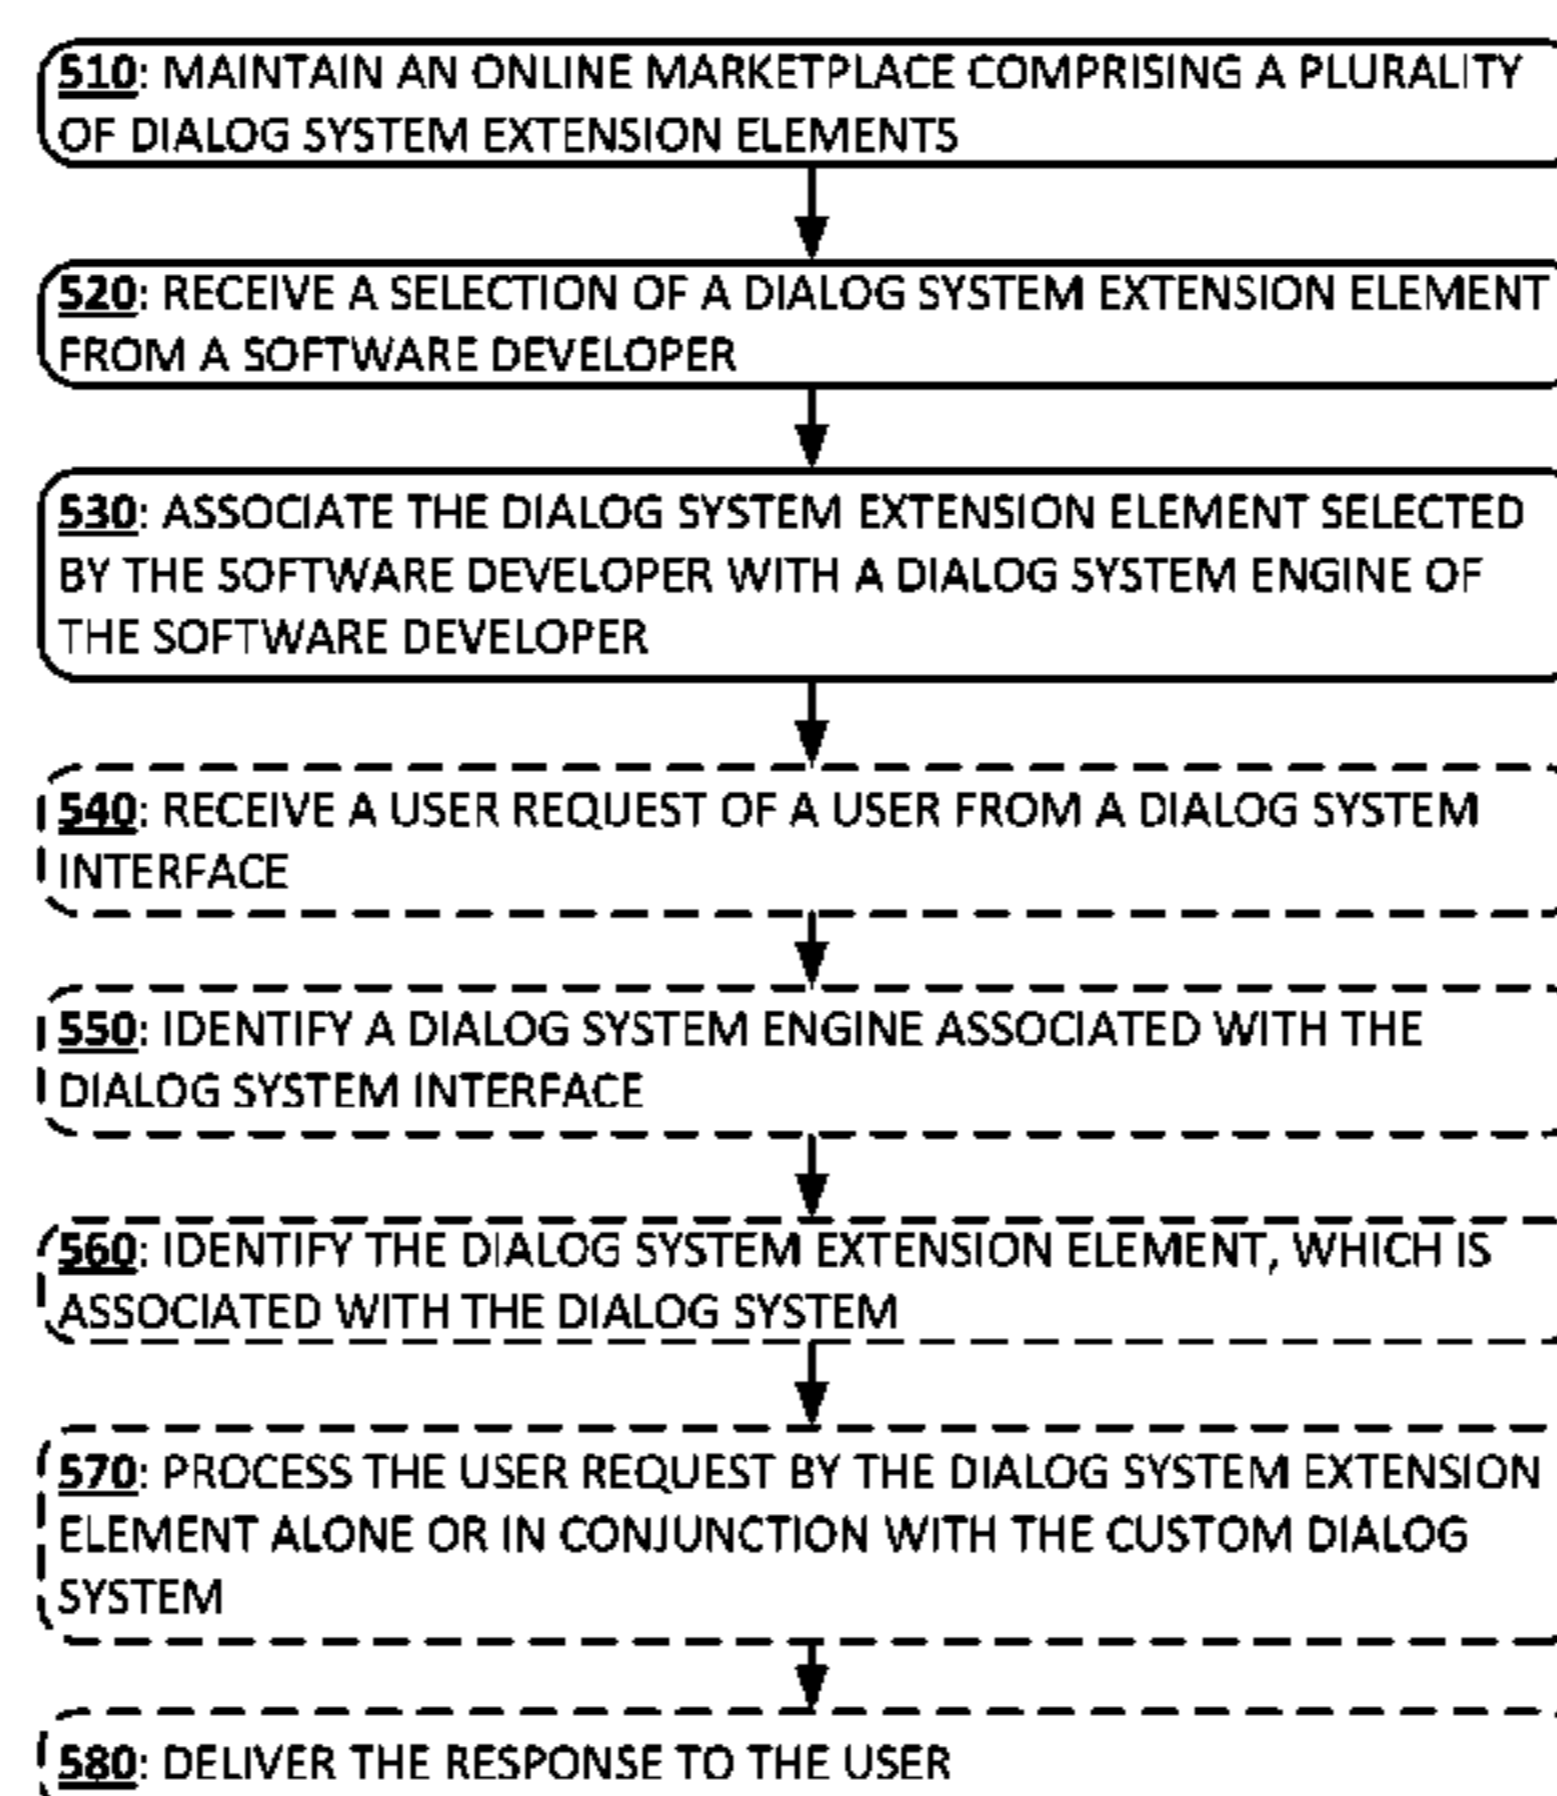 510: MAINTAIN AN ONLINE MARKETPLACE COMPRISING A PLURALITY
OF DIALOG SYSTEM EXTENSION ELEMENTS
520: RECEIVE A SELECTION OF A DIALOG SYSTEM EXTENSION ELEMENT
FROM A SOFTWARE DEVELOPER
530: ASSOCIATE THE DIALOG SYSTEM EXTENSION ELEMENT SELECTED
BY THE SOFTWARE DEVELOPER WITH A DIALOG SYSTEM ENGINE OF
THE SOFTWARE DEVELOPER
540: RECEIVE A USER REQUEST OF A USER FROM A DIALOG SYSTEM
INTERFACE
550: IDENTIFY A DIALOG SYSTEM ENGINE ASSOCIATED WITH THE
DIALOG SYSTEM INTERFACE
560: IDENTIFY THE DIALOG SYSTEM EXTENSION ELEMENT, WHICH IS
ASSOCIATED WITH THE DIALOG SYSTEM
570: PROCESS THE USER REQUEST BY THE DIALOG SYSTEM EXTENSION
ELEMENT ALONE OR IN CONJUNCTION WITH THE CUSTOM DIALOG
SYSTEM
580: DELIVER THE RESPONSE TO THE USER